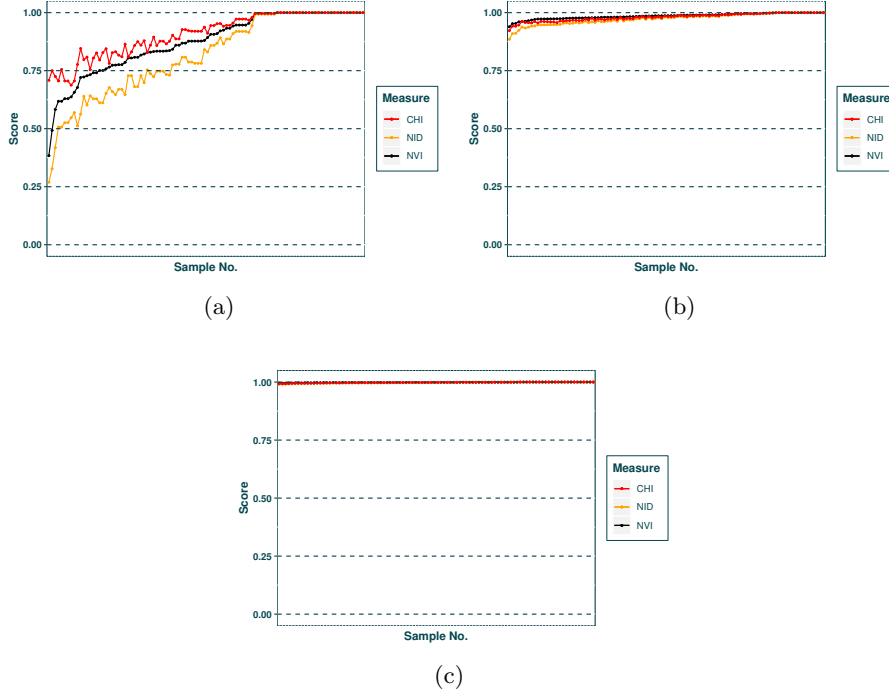 1.00
0.75
0.50
0.25
0.00
Score
Sample No.
Measure
CHI
NID
NVI
(a)
1.00
0.75
0.50
0.25
0.00
Score
Sample No.
Measure
CHI
NID
NVI
(b)
1.00
0.75
0.50
0.25
0.00
Score
Sample No.
Measure
CHI
NID
NVI
(c)